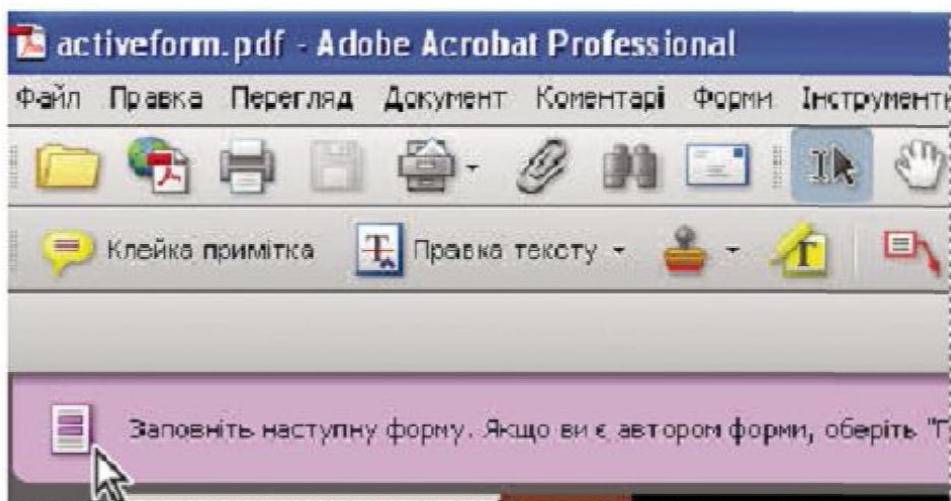 activeform.pdf - Adobe Acrobat Professional
Файл Правка Перегляд Документ Коментарі Форми Інструменти
Клейка примітка Правка тексту
Заповніть наступну форму. Якщо ви є автором форми, оберіть "Г